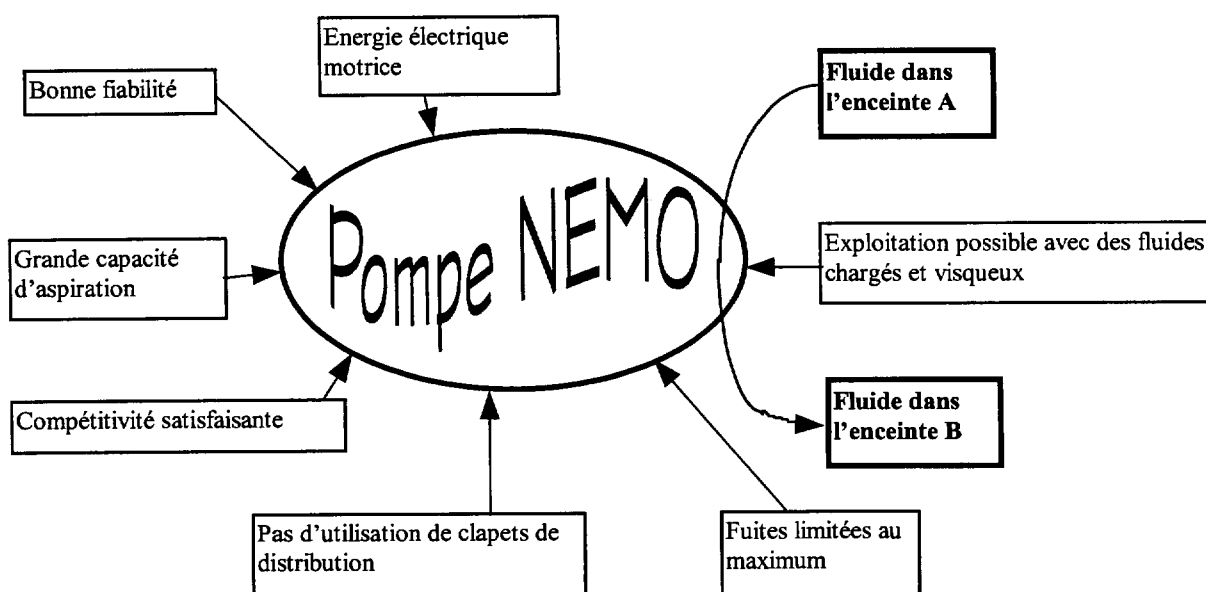 Energie électrique
motrice
Bonne fiabilité
Fluide dans
l'enceinte A
Pompe NEMO
Grande capacité
d'aspiration
Exploitation possible avec des fluides
chargés et visqueux
Compétitivité satisfaisante
Fluide dans
l'enceinte B
Pas d'utilisation de clapets de
distribution
Fuites limitées au
maximum